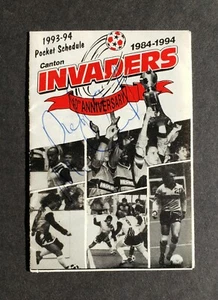 1993-94
Pocket Schedule
1984-1994
Canton
INVADERS
10TH ANNIVERSARY